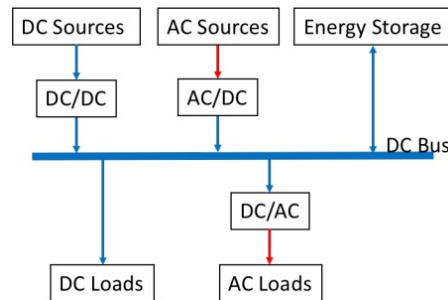 DC Sources
AC Sources
Energy Storage
DC/DC
AC/DC
DC Bus
DC/AC
DC Loads
AC Loads